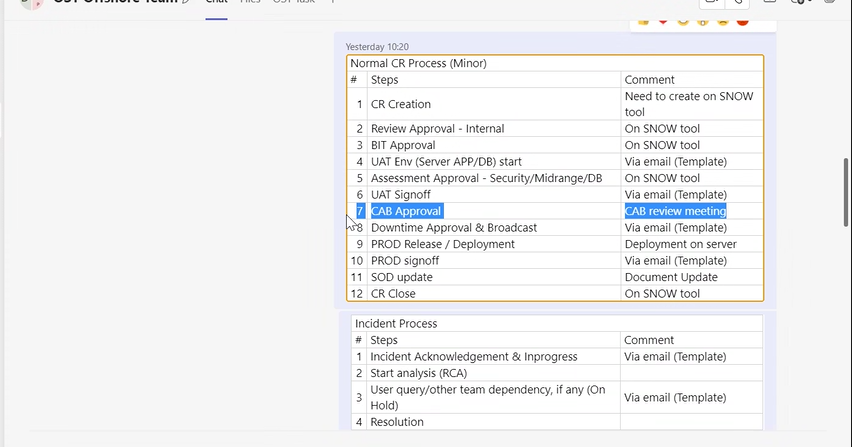 Offshore Team Chat
Yesterday 10:20
Normal CR Process (Minor)
# Steps Comment
1 CR Creation Need to create on SNOW
tool
2 Review Approval - Internal On SNOW tool
3 BIT Approval On SNOW tool
4 UAT Env (Server APP/DB) start Via email (Template)
5 Assessment Approval - Security/Midrange/DB On SNOW tool
6 UAT Signoff Via email (Template)
7 CAB Approval CAB review meeting
8 Downtime Approval & Broadcast Via email (Template)
9 PROD Release / Deployment Deployment on server
10 PROD signoff Via email (Template)
11 SOD update Document Update
12 CR Close On SNOW tool
Incident Process
# Steps Comment
1 Incident Acknowledgement & Inprogress Via email (Template)
2 Start analysis (RCA)
3 User query/other team dependency, if any (On
Hold) Via email (Template)
4 Resolution